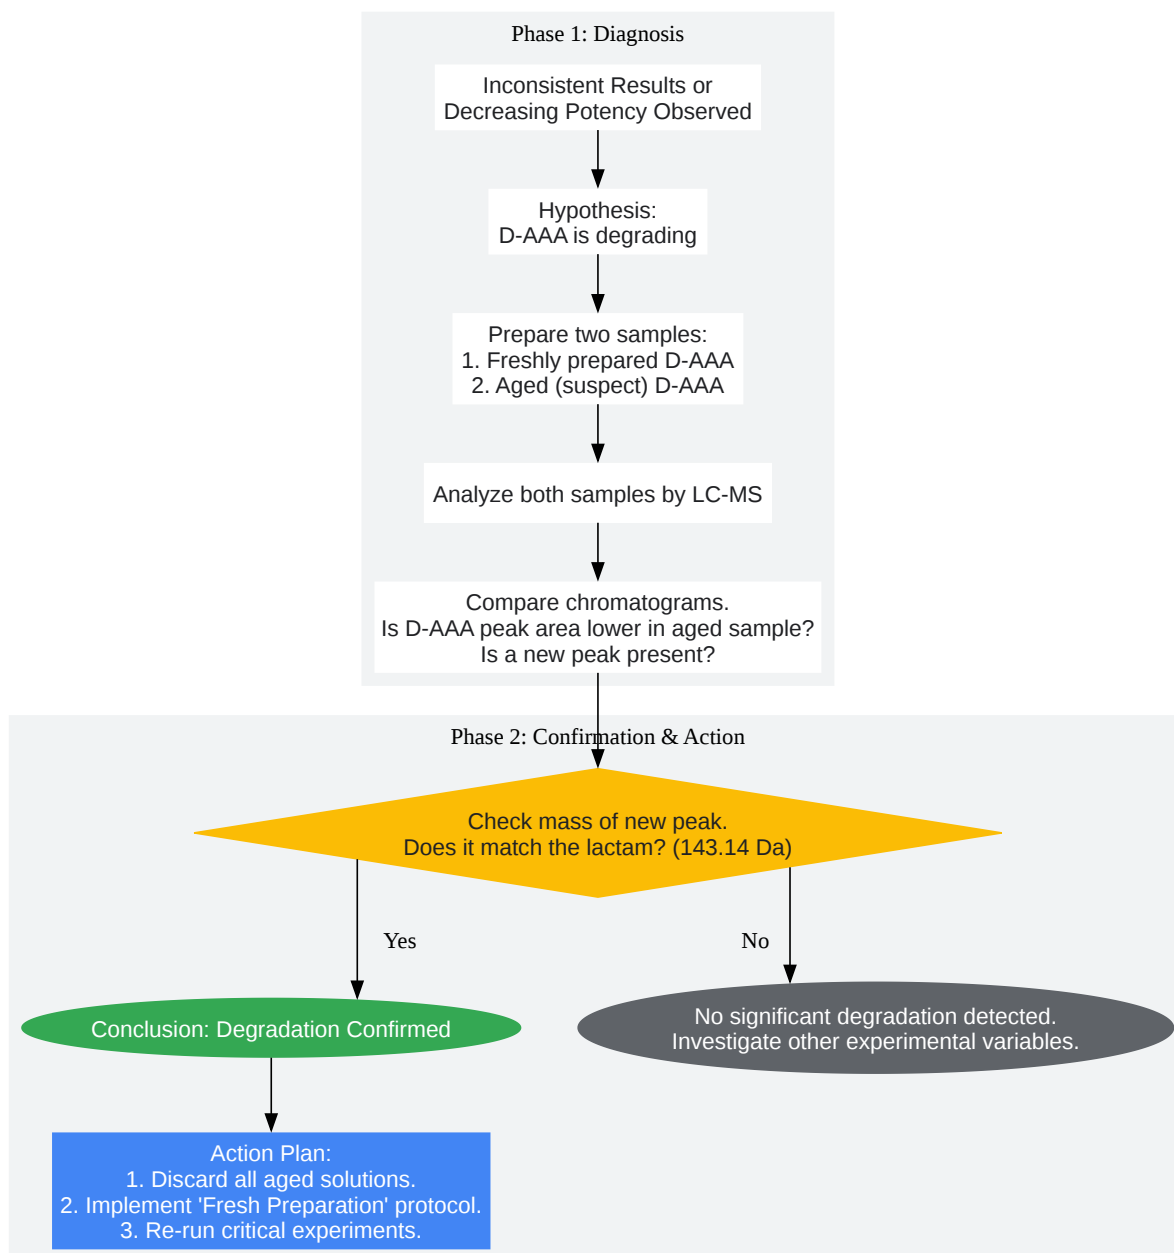 Phase 1: Diagnosis
Inconsistent Results or
Decreasing Potency Observed
Hypothesis:
D-AAA is degrading
Prepare two samples:
1. Freshly prepared D-AAA
2. Aged (suspect) D-AAA
Analyze both samples by LC-MS
Compare chromatograms.
Is D-AAA peak area lower in aged sample?
Is a new peak present?
Phase 2: Confirmation & Action
Check mass of new peak.
Does it match the lactam? (143.14 Da)
Yes
No
Conclusion: Degradation Confirmed
No significant degradation detected.
Investigate other experimental variables.
Action Plan:
1. Discard all aged solutions.
2. Implement 'Fresh Preparation' protocol.
3. Re-run critical experiments.